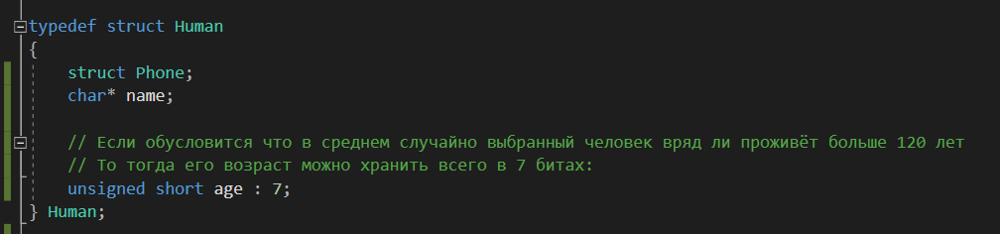 typedef struct Human
{
struct Phone;
char* name;
// Если обусловится что в среднем случайно выбранный человек вряд ли проживёт больше 120 лет
// То тогда его возраст можно хранить всего в 7 битах:
unsigned short age : 7;
} Human;